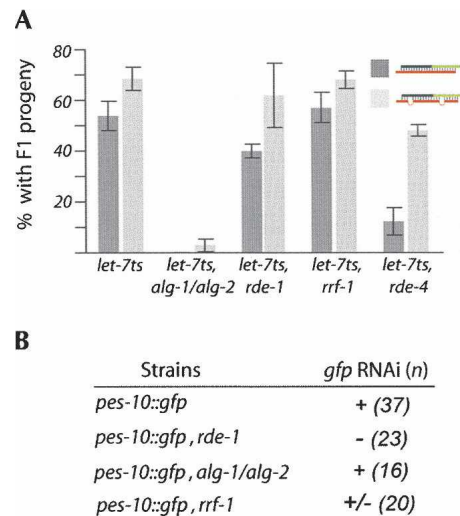 A
% with F1 progeny
80
60
40
20
let-7ts
let-7ts, alg-1/alg-2
let-7ts, rde-1
let-7ts, rrf-1
let-7ts, rde-4
B
Strains gfp RNAi (n)
pes-10::gfp + (37)
pes-10::gfp, rde-1 - (23)
pes-10::gfp, alg-1/alg-2 + (16)
pes-10::gfp, rrf-1 +/- (20)